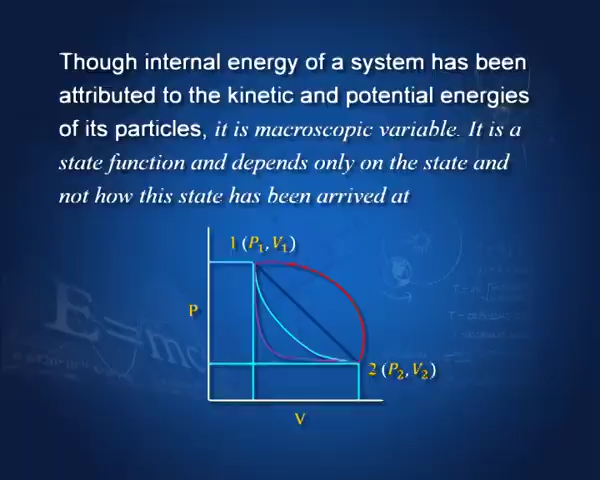 Though internal energy of a system has been
attributed to the kinetic and potential energies
of its particles, it is macroscopic variable. It is a
state function and depends only on the state and
not how this state has been arrived at
1 (P₁,V₁)
P
2 (P₂,V₂)
V
E=mc